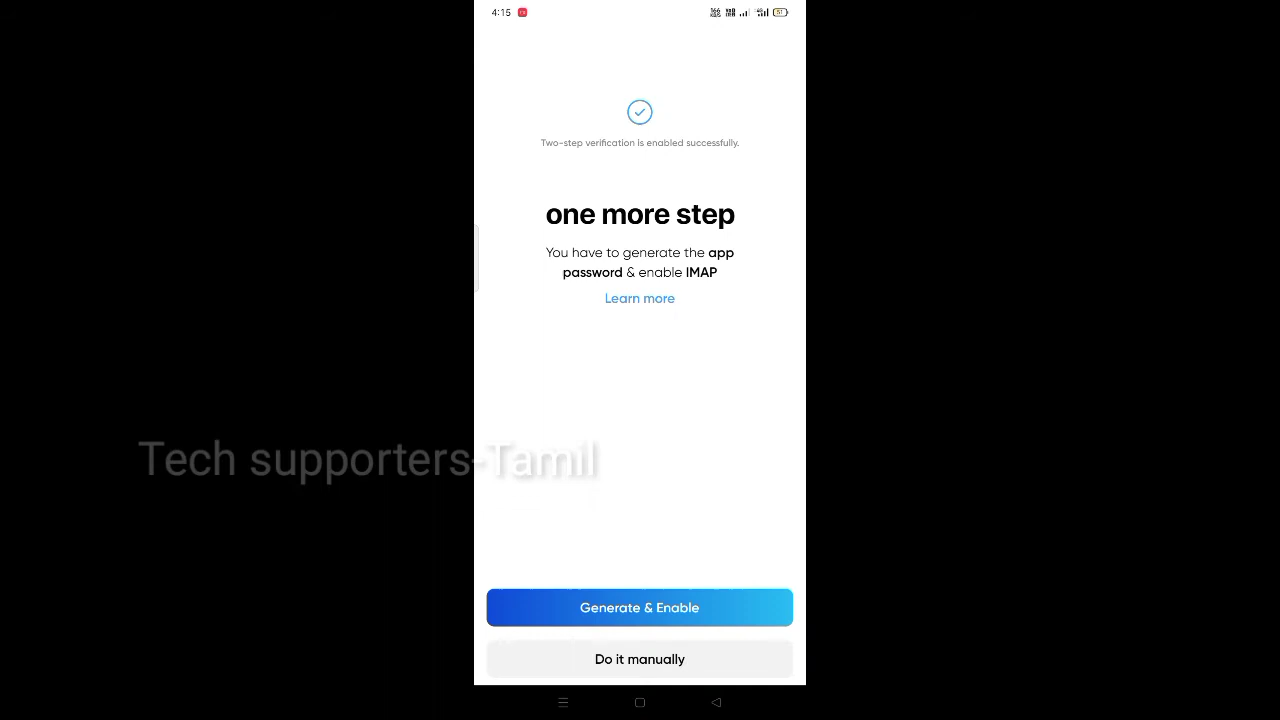 4:15
51
Two-step verification is enabled successfully.
one more step
You have to generate the app
password & enable IMAP
Learn more
Tech supporters-Tamil
Generate & Enable
Do it manually